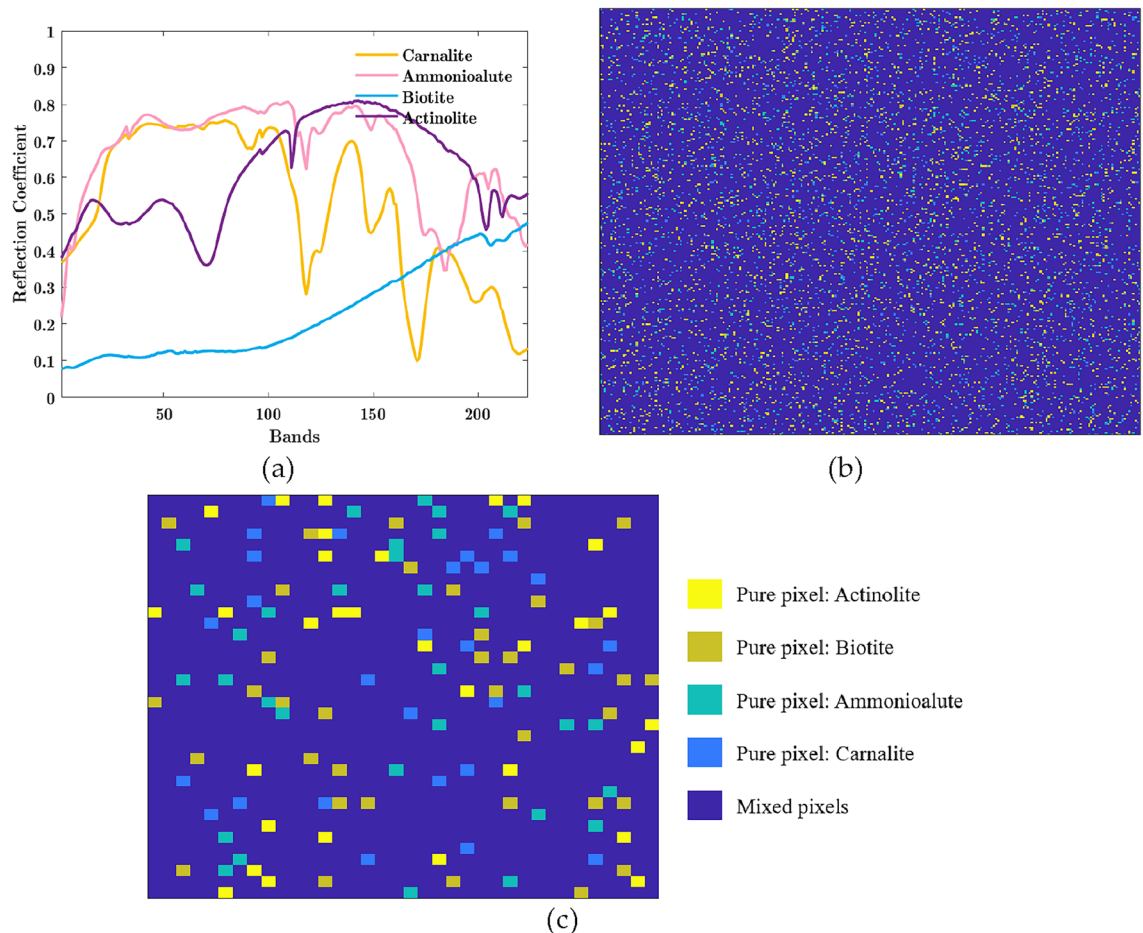 1
0.9
0.8
0.7
0.6
0.5
0.4
0.3
0.2
0.1
0
Reflection Coefficient
Carnalite
Ammonioalute
Biotite
Actinolite
50
100
150
200
Bands
(a)
(b)
Pure pixel: Actinolite
Pure pixel: Biotite
Pure pixel: Ammonioalute
Pure pixel: Carnalite
Mixed pixels
(c)